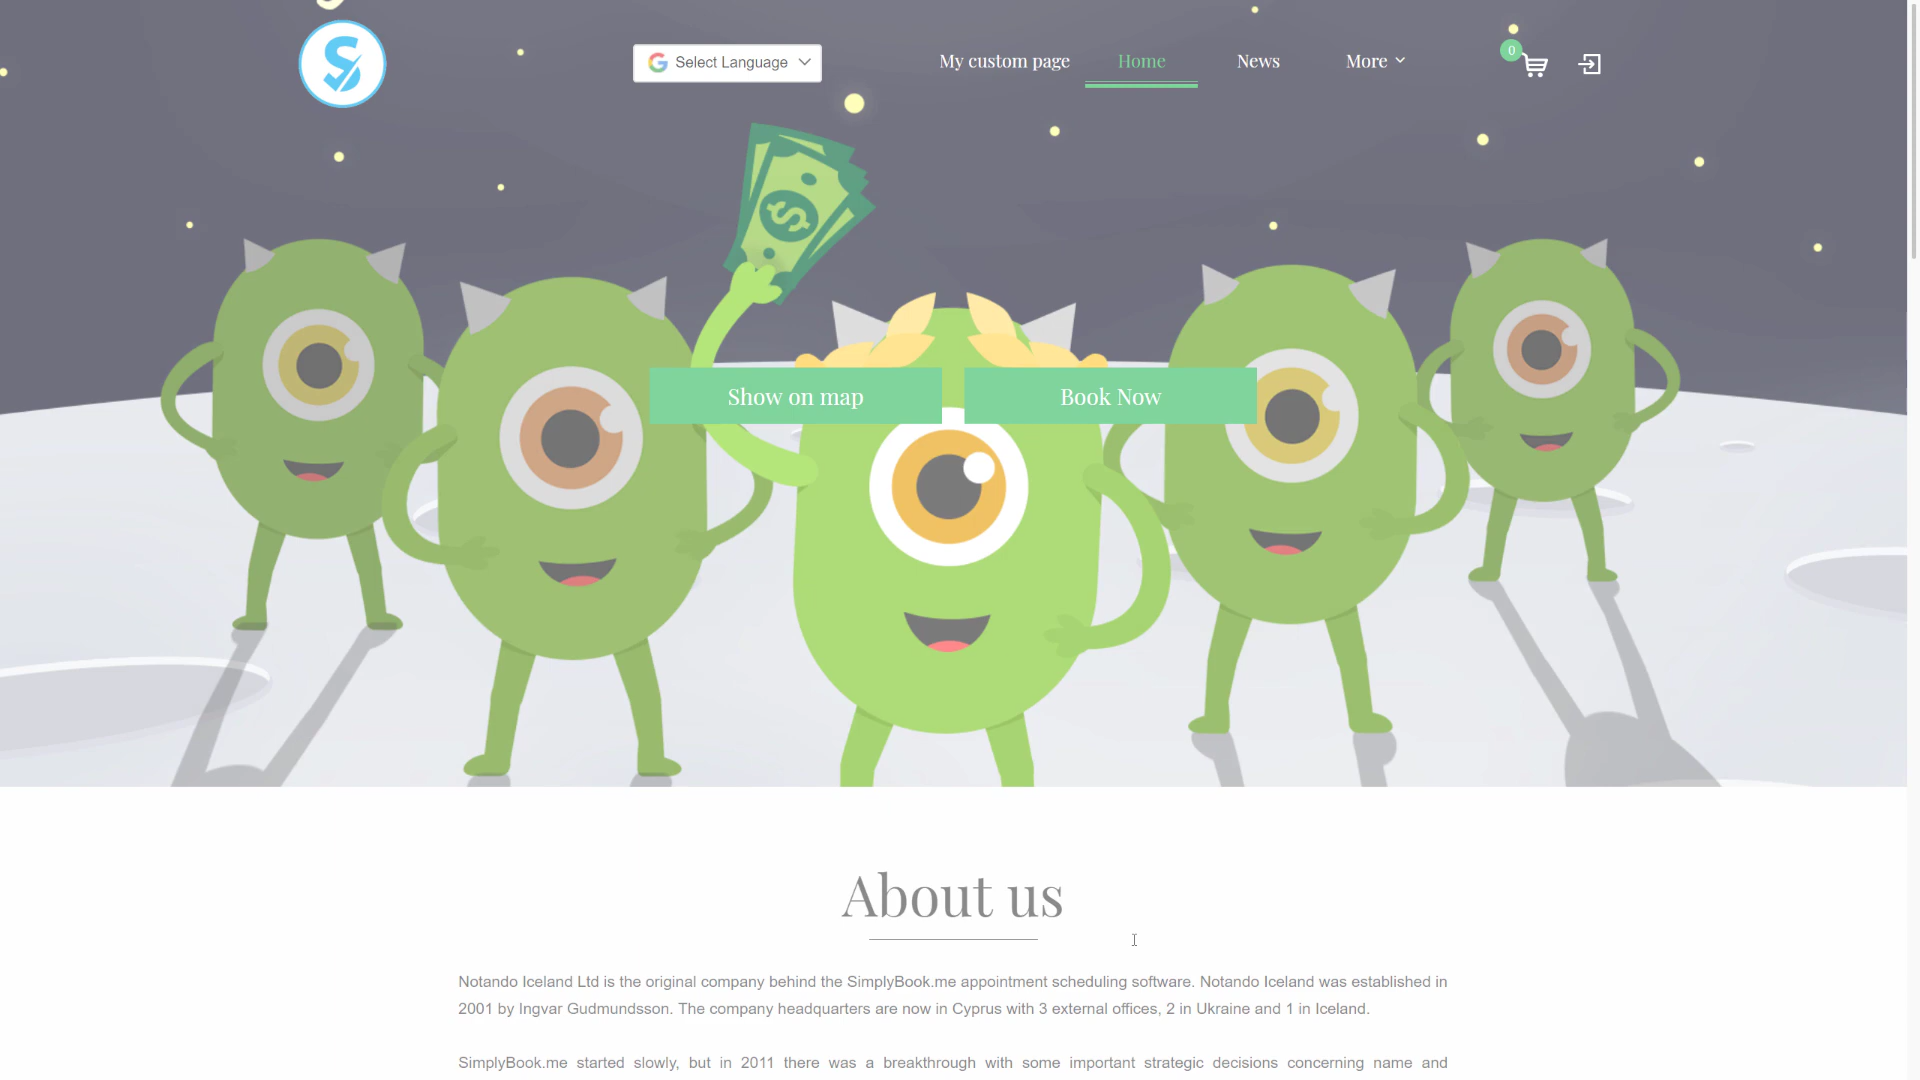 S
Select Language
My custom page
Home
News
More
0
$
Show on map
Book Now
About us
Notando Iceland Ltd is the original company behind the SimplyBook.me appointment scheduling software. Notando Iceland was established in
2001 by Ingvar Gudmundsson. The company headquarters are now in Cyprus with 3 external offices, 2 in Ukraine and 1 in Iceland.
SimplyBook.me started slowly, but in 2011 there was a breakthrough with some important strategic decisions concerning name and